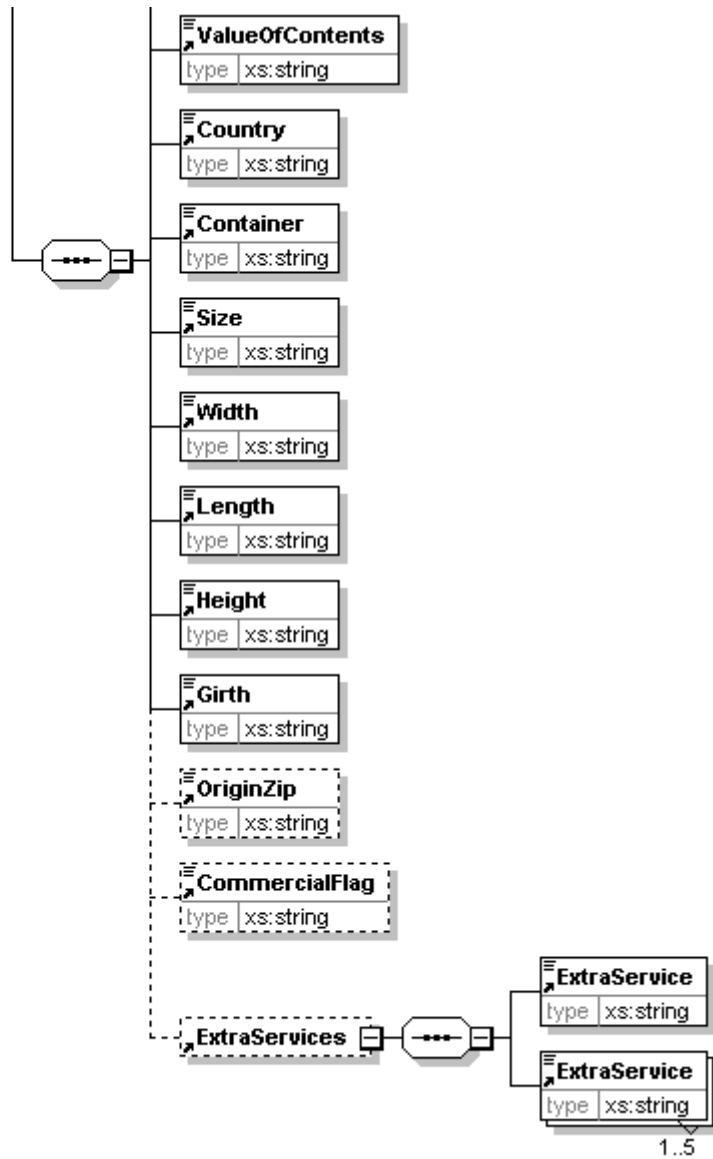 ValueOfContents
type xs:string
Country
type xs:string
Container
type xs:string
Size
type xs:string
Width
type xs:string
Length
type xs:string
Height
type xs:string
Girth
type xs:string
OriginZip
type xs:string
CommercialFlag
type xs:string
ExtraServices
ExtraService
type xs:string
ExtraService
type xs:string
1..5